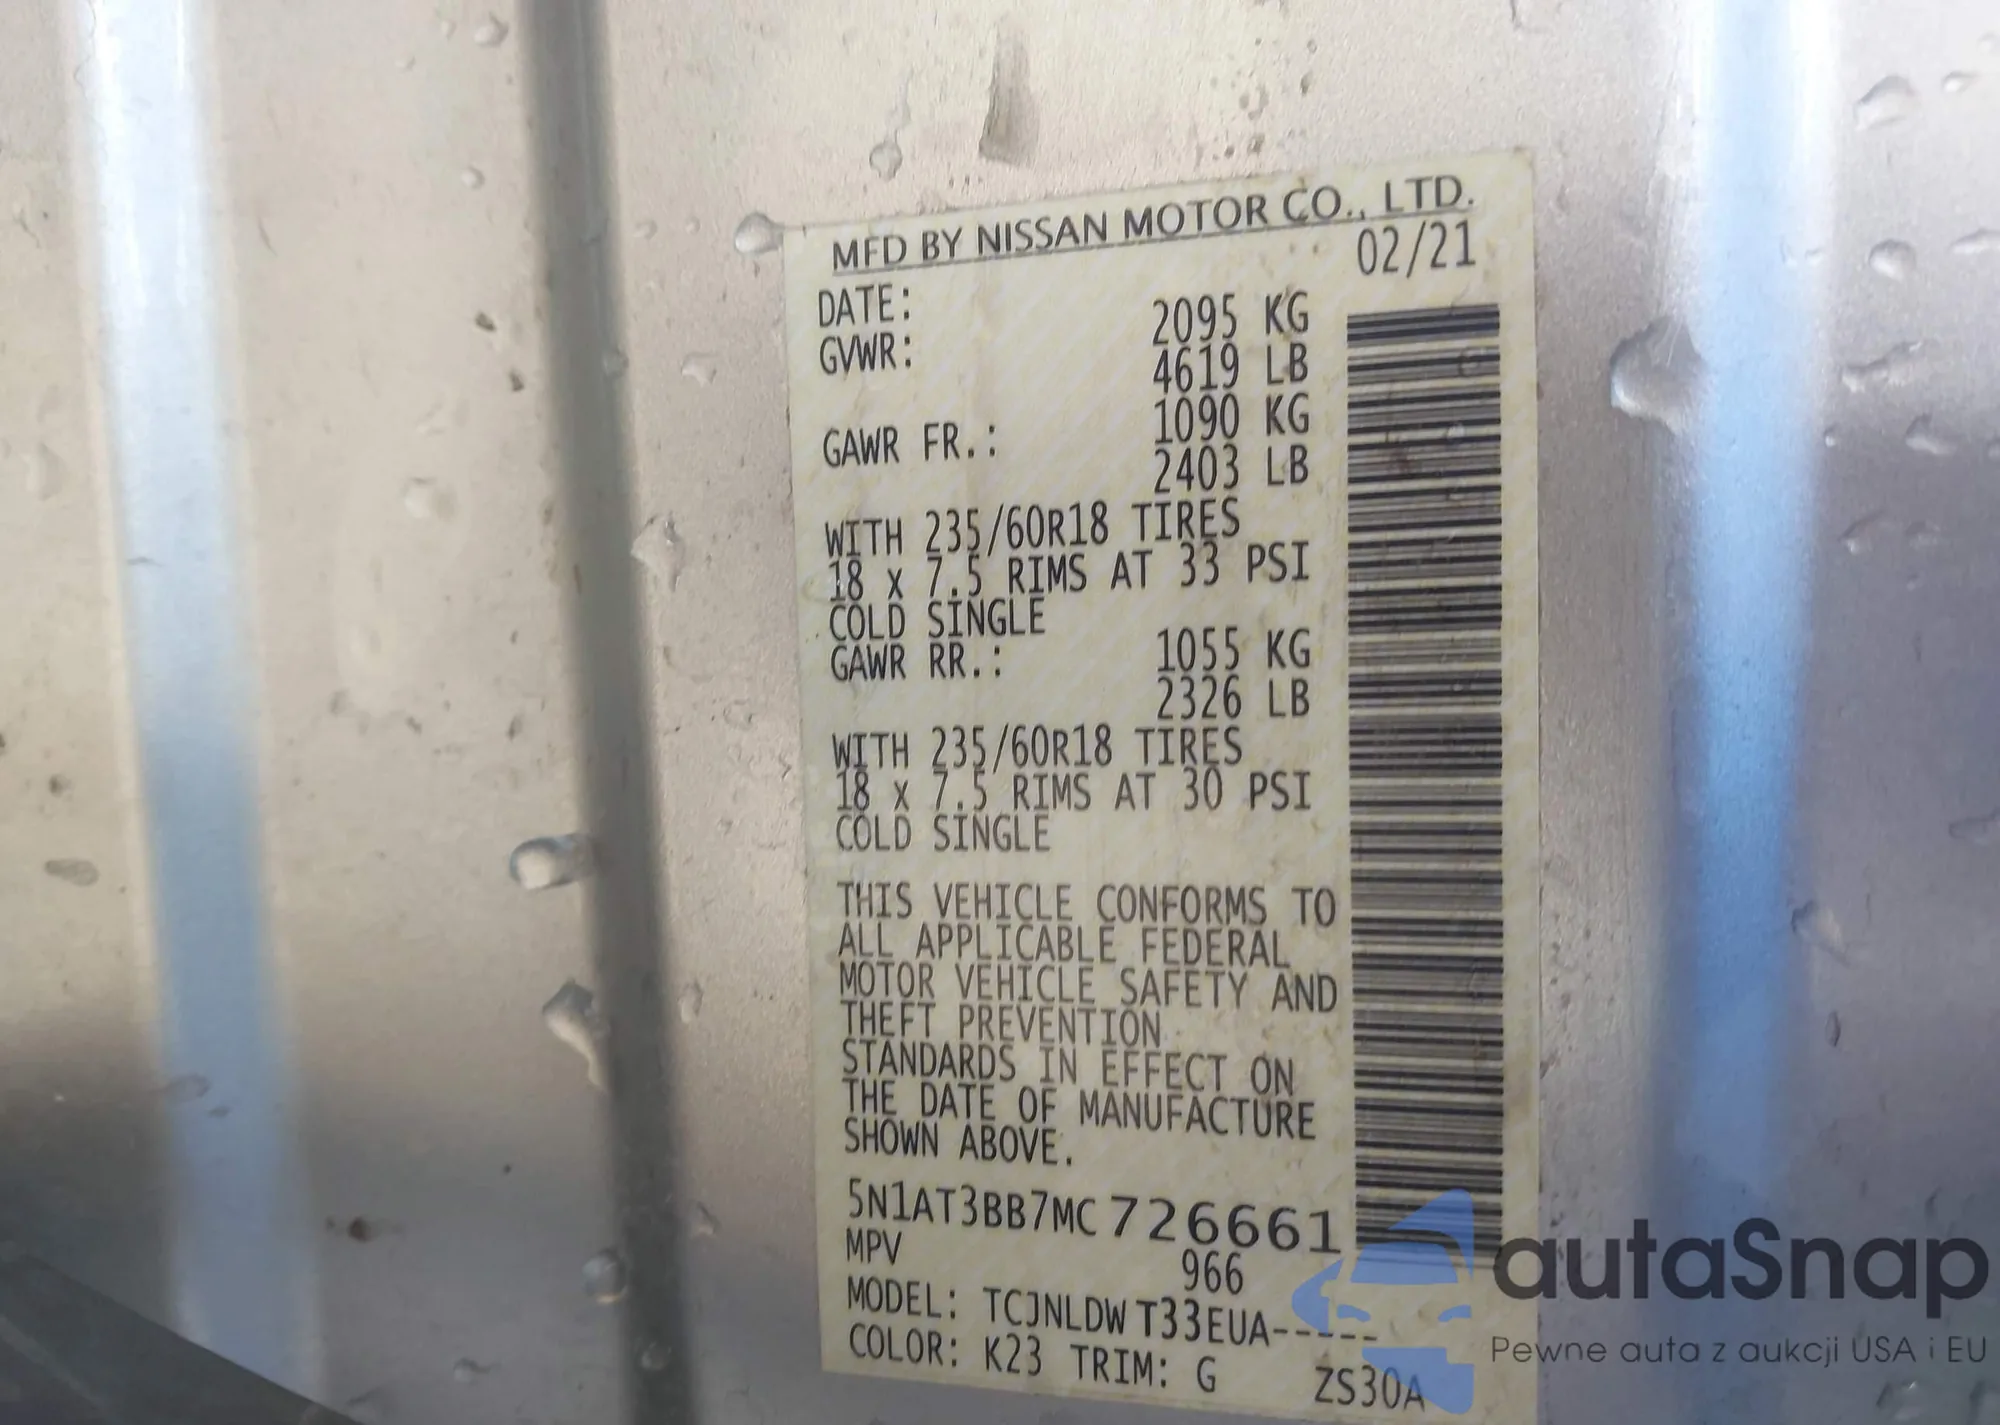 MFD BY NISSAN MOTOR CO., LTD.
DATE: 02/21
GVWR: 2095 KG
4619 LB
GAWR FR.: 1090 KG
2403 LB
WITH 235/60R18 TIRES
18 x 7.5 RIMS AT 33 PSI
COLD SINGLE
GAWR RR.: 1055 KG
2326 LB
WITH 235/60R18 TIRES
18 x 7.5 RIMS AT 30 PSI
COLD SINGLE
THIS VEHICLE CONFORMS TO
ALL APPLICABLE FEDERAL
MOTOR VEHICLE SAFETY AND
THEFT PREVENTION
STANDARDS IN EFFECT ON
THE DATE OF MANUFACTURE
SHOWN ABOVE.
5N1AT3BB7MC726661
MPV 966
MODEL: TCJNLDWT33EUA-----
COLOR: K23 TRIM: G ZS30A
autaSnap
Pewne auta z aukcji USA i EU